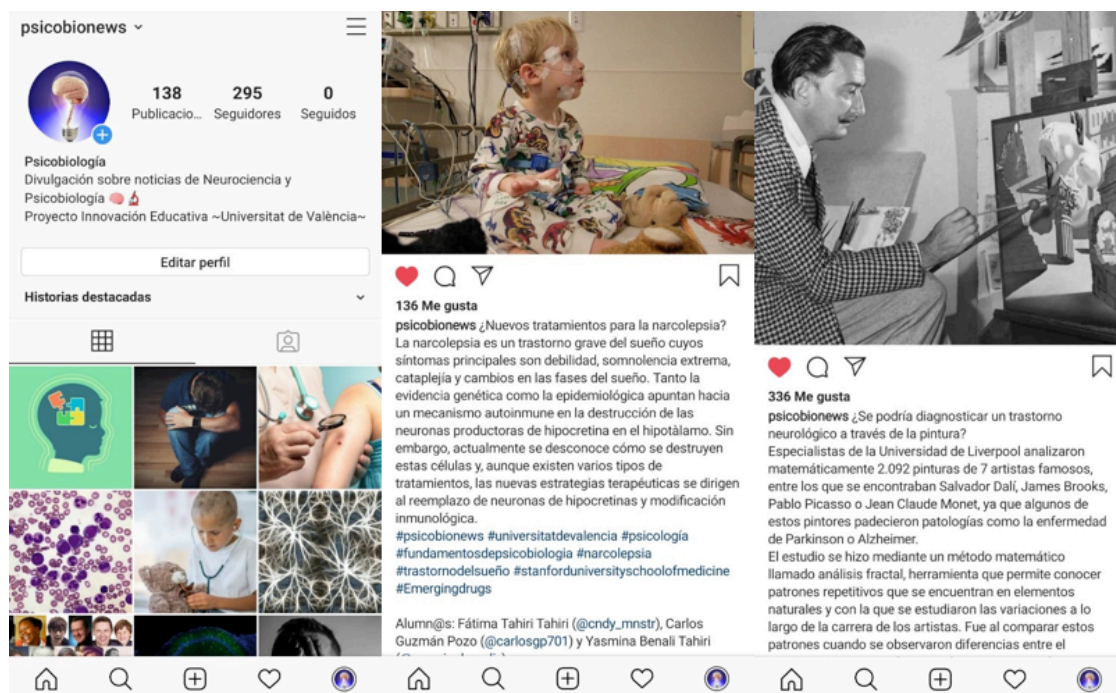 psicobionews
138
295
0
Publicacio...
Seguidores
Seguidos
Psicobiología
Divulgación sobre noticias de Neurociencia y
Psicobiología
Proyecto Innovación Educativa ~Universitat de València~
Editar perfil
Historias destacadas
136 Me gusta
psicobionews ¿Nuevos tratamientos para la narcolepsia?
La narcolepsia es un trastorno grave del sueño cuyos
síntomas principales son debilidad, somnolencia extrema,
cataplejía y cambios en las fases del sueño. Tanto la
evidencia genética como la epidemiológica apuntan hacia
un mecanismo autoinmune en la destrucción de las
neuronas productoras de hipocretina en el hipotàlamo. Sin
embargo, actualmente se desconoce cómo se destruyen
estas células y, aunque existen varios tipos de
tratamientos, las nuevas estrategias terapéuticas se dirigen
al reemplazo de neuronas de hipocretinas y modificación
inmunológica.
#psicobionews #universitatdevalencia #psicología
#fundamentosdepsicobiologia #narcolepsia
#trastornodelsueño #stanforduniversityschoolofmedicine
#Emergingdrugs
Alumn@s: Fátima Tahiri Tahiri (@cndy_mnstr), Carlos
Guzmán Pozo (@carlosgp701) y Yasmina Benali Tahiri
336 Me gusta
psicobionews ¿Se podría diagnosticar un trastorno
neurológico a través de la pintura?
Especialistas de la Universidad de Liverpool analizaron
matemáticamente 2.092 pinturas de 7 artistas famosos,
entre los que se encontraban Salvador Dalí, James Brooks,
Pablo Picasso o Jean Claude Monet, ya que algunos de
estos pintores padecieron patologías como la enfermedad
de Parkinson o Alzheimer.
El estudio se hizo mediante un método matemático
llamado análisis fractal, herramienta que permite conocer
patrones repetitivos que se encuentran en elementos
naturales y con la que se estudiaron las variaciones a lo
largo de la carrera de los artistas. Fue al comparar estos
patrones cuando se observaron diferencias entre el